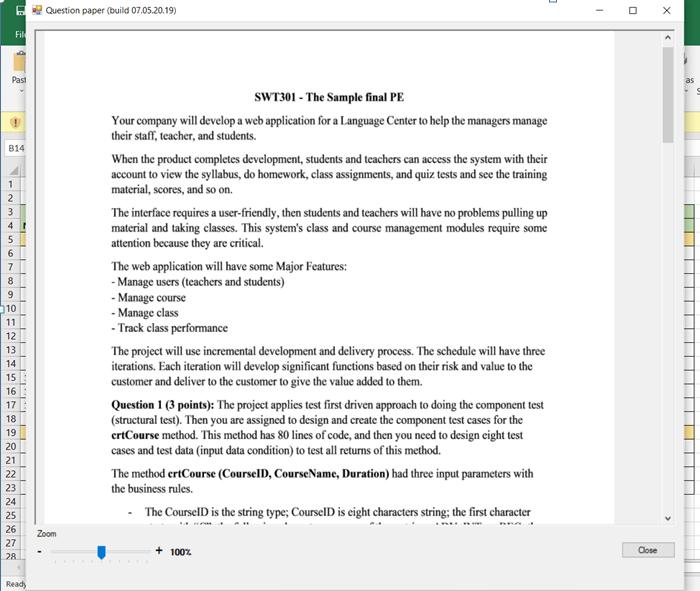 Question paper (build 07.05.20.19)
File
Past
as
B14
SWT301 - The Sample final PE
Your company will develop a web application for a Language Center to help the managers manage
their staff, teacher, and students.
When the product completes development, students and teachers can access the system with their
account to view the syllabus, do homework, class assignments, and quiz tests and see the training
material, scores, and so on.
The interface requires a user-friendly, then students and teachers will have no problems pulling up
material and taking classes. This system's class and course management modules require some
attention because they are critical.
The web application will have some Major Features:
- Manage users (teachers and students)
- Manage course
- Manage class
- Track class performance
The project will use incremental development and delivery process. The schedule will have three
iterations. Each iteration will develop significant functions based on their risk and value to the
customer and deliver to the customer to give the value added to them.
Question 1 (3 points): The project applies test first driven approach to doing the component test
(structural test). Then you are assigned to design and create the component test cases for the
crtCourse method. This method has 80 lines of code, and then you need to design eight test
cases and test data (input data condition) to test all returns of this method.
The method crtCourse (CourseID, CourseName, Duration) had three input parameters with
the business rules.
- The CourseID is the string type; CourseID is eight characters string; the first character
1
2
3
4
5
6
7
8
9
10
11
12
13
14
15
16
17
18
19
20
21
22
23
24
25
26
27
28
Zoom
- + 100%
Close
Ready